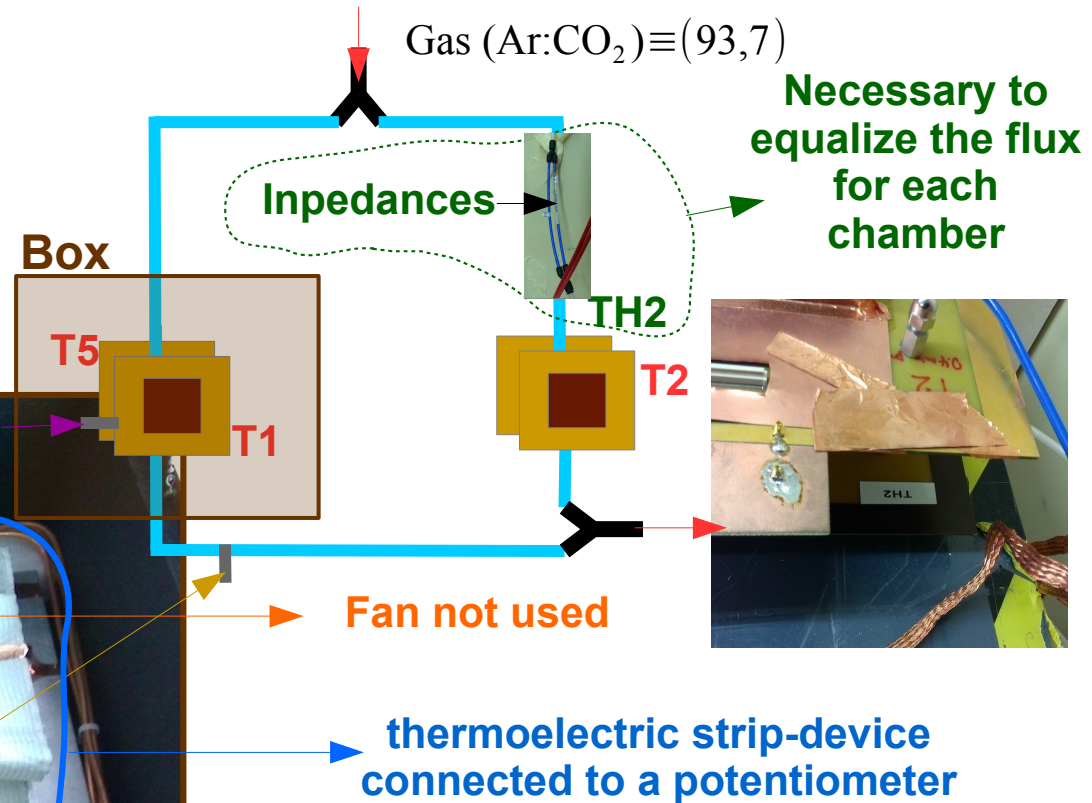 Gas (Ar:CO₂)≡(93,7)
Necessary to
equalize the flux
for each
chamber
Inpedances
Box
TH2
T5
T2
T1
T2
TH2
Fan not used
thermoelectric strip-device
connected to a potentiometer